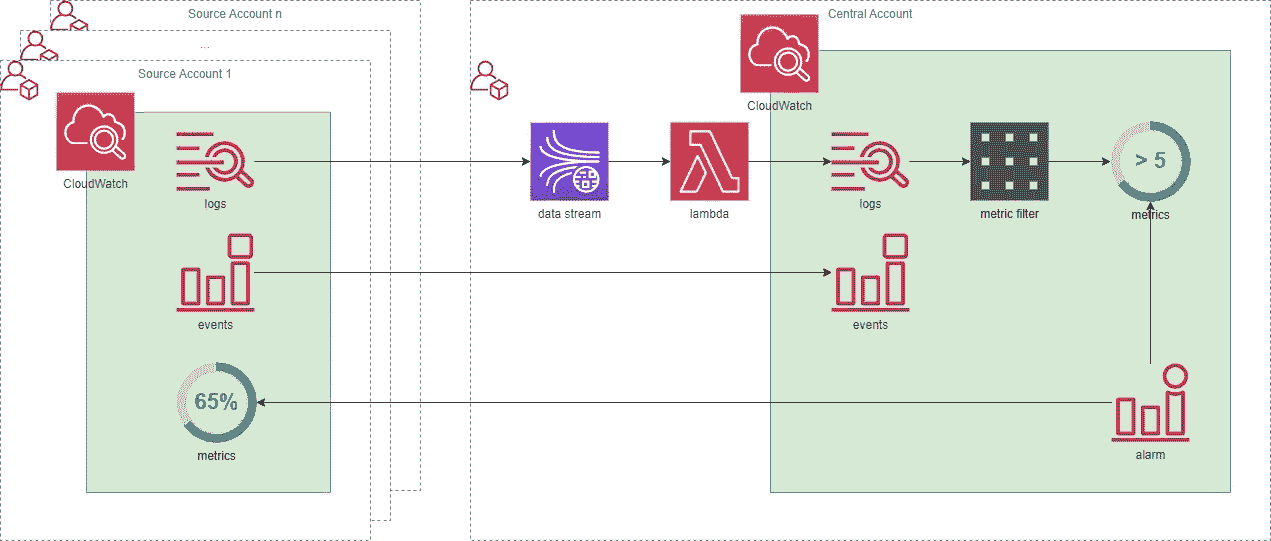 Source Account n
...
Source Account 1
CloudWatch
logs
events
65%
metrics
Central Account
CloudWatch
data stream
lambda
logs
metric filter
> 5
metrics
events
alarm